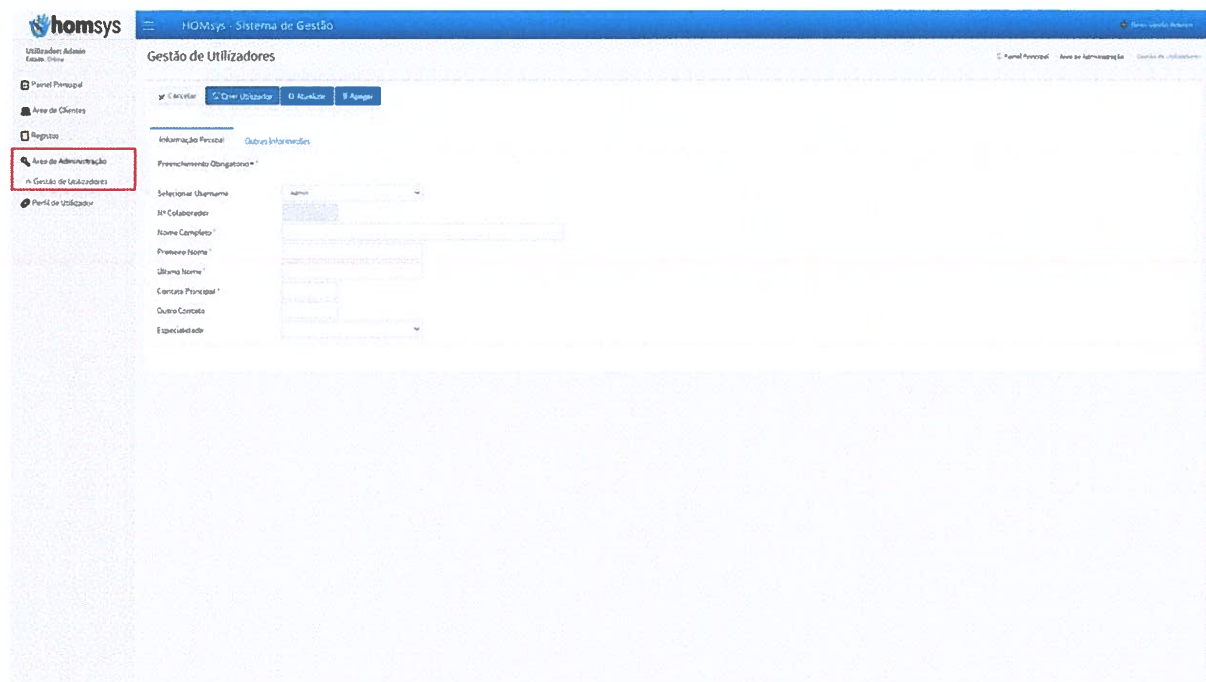 homsys
HOMsys - Sistema de Gestão
Utilizador: Admin
Estado: Online
Gestão de Utilizadores
Painel Principal Área de Administração Gestão de Utilizadores
Painel Principal
Área de Clientes
Registos
Área de Administração
Gestão de Utilizadores
Perfil de Utilizador
Cancelar Criar Utilizador Atualizar Apagar
Informação Pessoal Outras Informações
Preenchimento Obrigatório = *
Selecionar Username Admin
Nº Colaborador
Nome Completo *
Primeiro Nome *
Último Nome *
Contato Principal *
Outro Contato
Especialidade